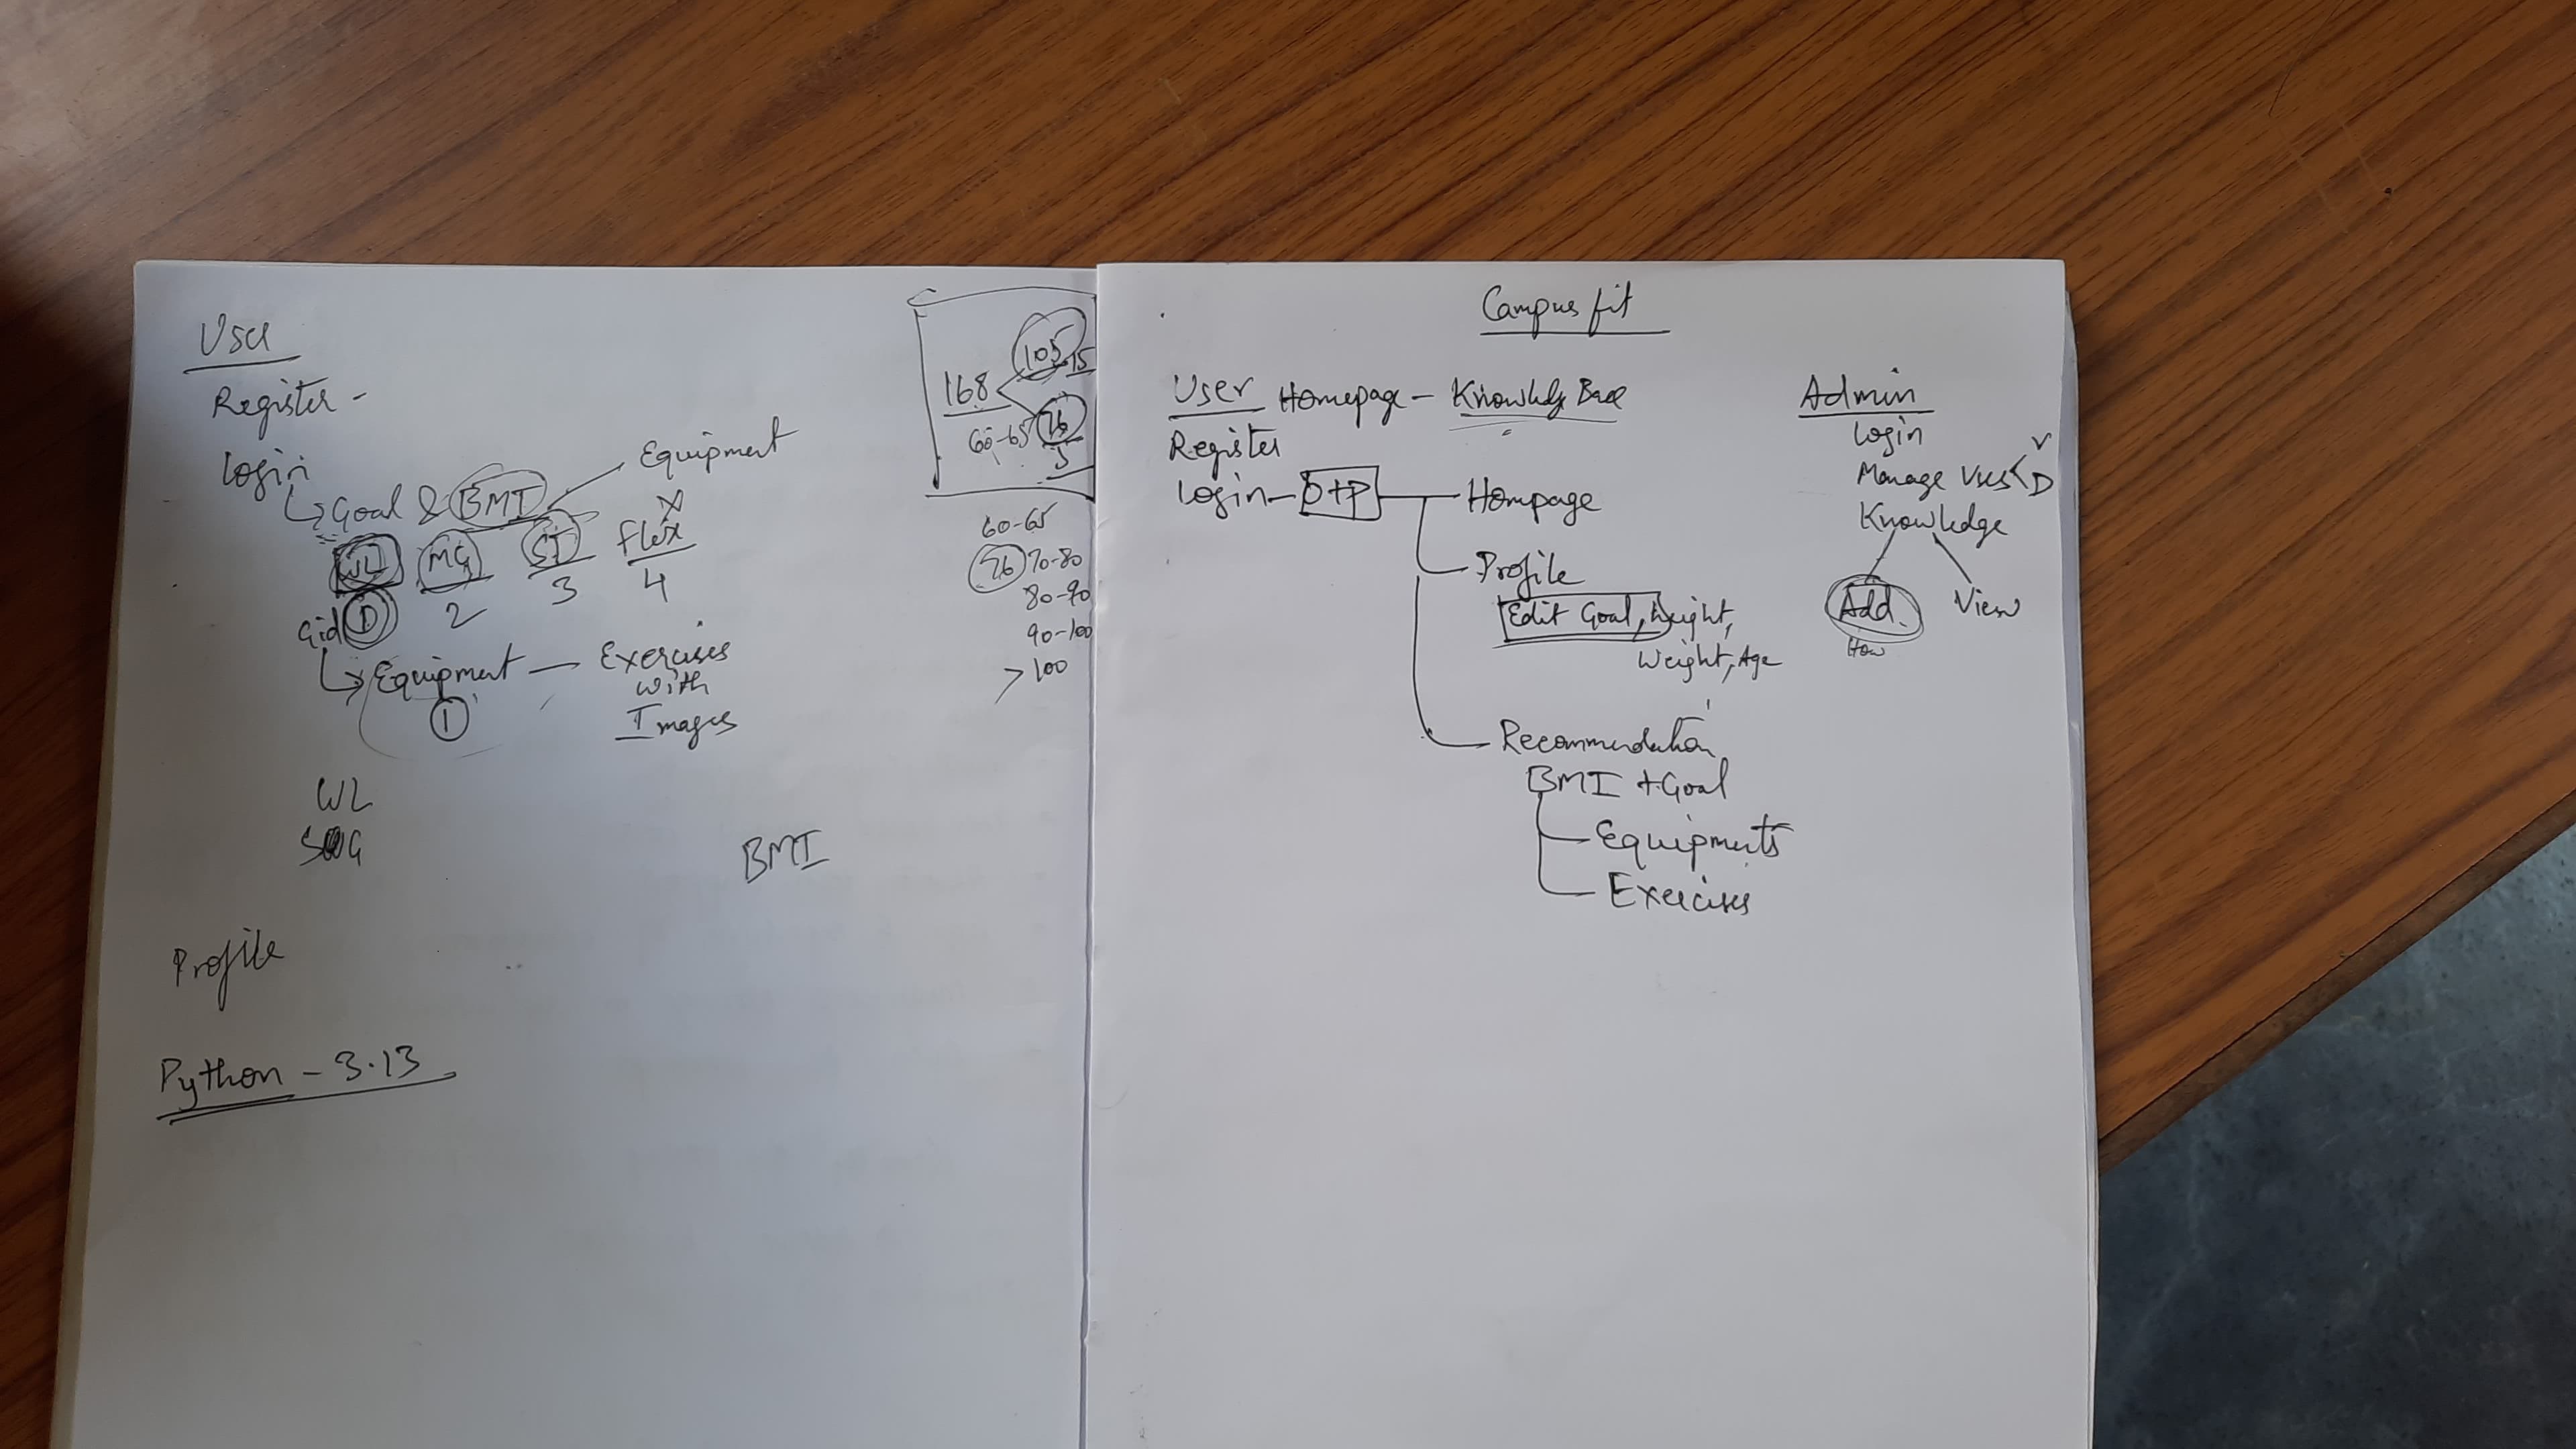 User
Register -
Login
Goal & BMI
Equipment
WL MG ST Flex X
Gid 1 2 3 4
Equipment — Exercises
with
Images
1
WL
BMI
Profile
Python - 3.13
105 15
168
60-65 76
5
60-65
76 70-80
80-90
90-100
> 100
Campus fit
User Homepage - Knowledge Base
Register
Login - OTP - Hompage
Profile
Edit Goal, Height,
Weight, Age
Recommendation
BMI + Goal
Equipments
Exercises
Admin
Login
Manage Users < V
D
Knowledge
Add View
How